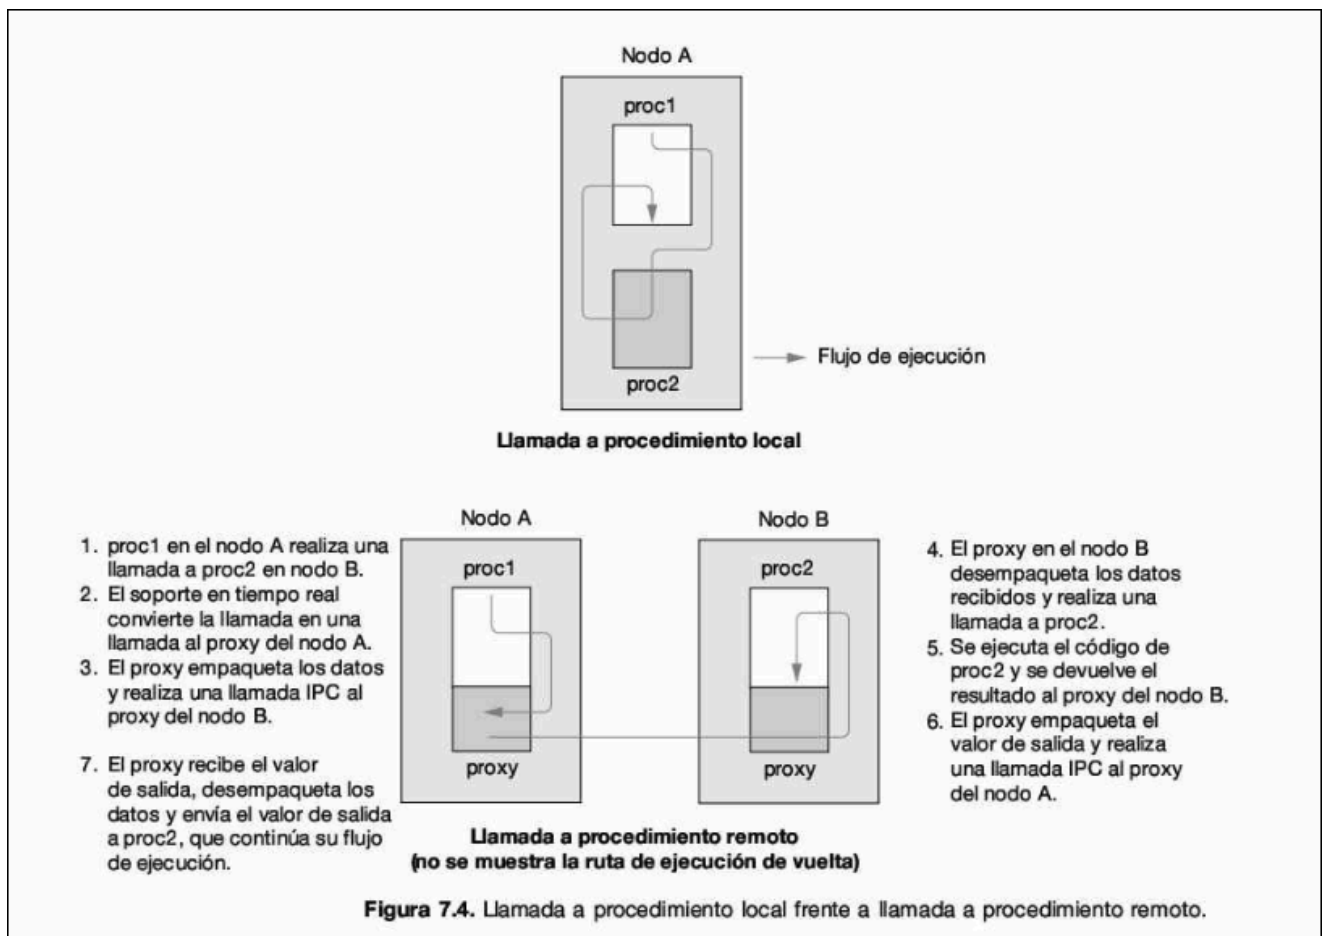 Nodo A
proc1
proc2
Flujo de ejecución
Llamada a procedimiento local
Nodo A
proc1
proxy
Nodo B
proc2
proxy
1. proc1 en el nodo A realiza una
llamada a proc2 en nodo B.
2. El soporte en tiempo real
convierte la llamada en una
llamada al proxy del nodo A.
3. El proxy empaqueta los datos
y realiza una llamada IPC al
proxy del nodo B.
4. El proxy en el nodo B
desempaqueta los datos
recibidos y realiza una
llamada a proc2.
5. Se ejecuta el código de
proc2 y se devuelve el
resultado al proxy del nodo B.
6. El proxy empaqueta el
valor de salida y realiza
una llamada IPC al proxy
del nodo A.
7. El proxy recibe el valor
de salida, desempaqueta los
datos y envía el valor de salida
a proc2, que continúa su flujo
de ejecución.
Llamada a procedimiento remoto
(no se muestra la ruta de ejecución de vuelta)
Figura 7.4. Llamada a procedimiento local frente a llamada a procedimiento remoto.